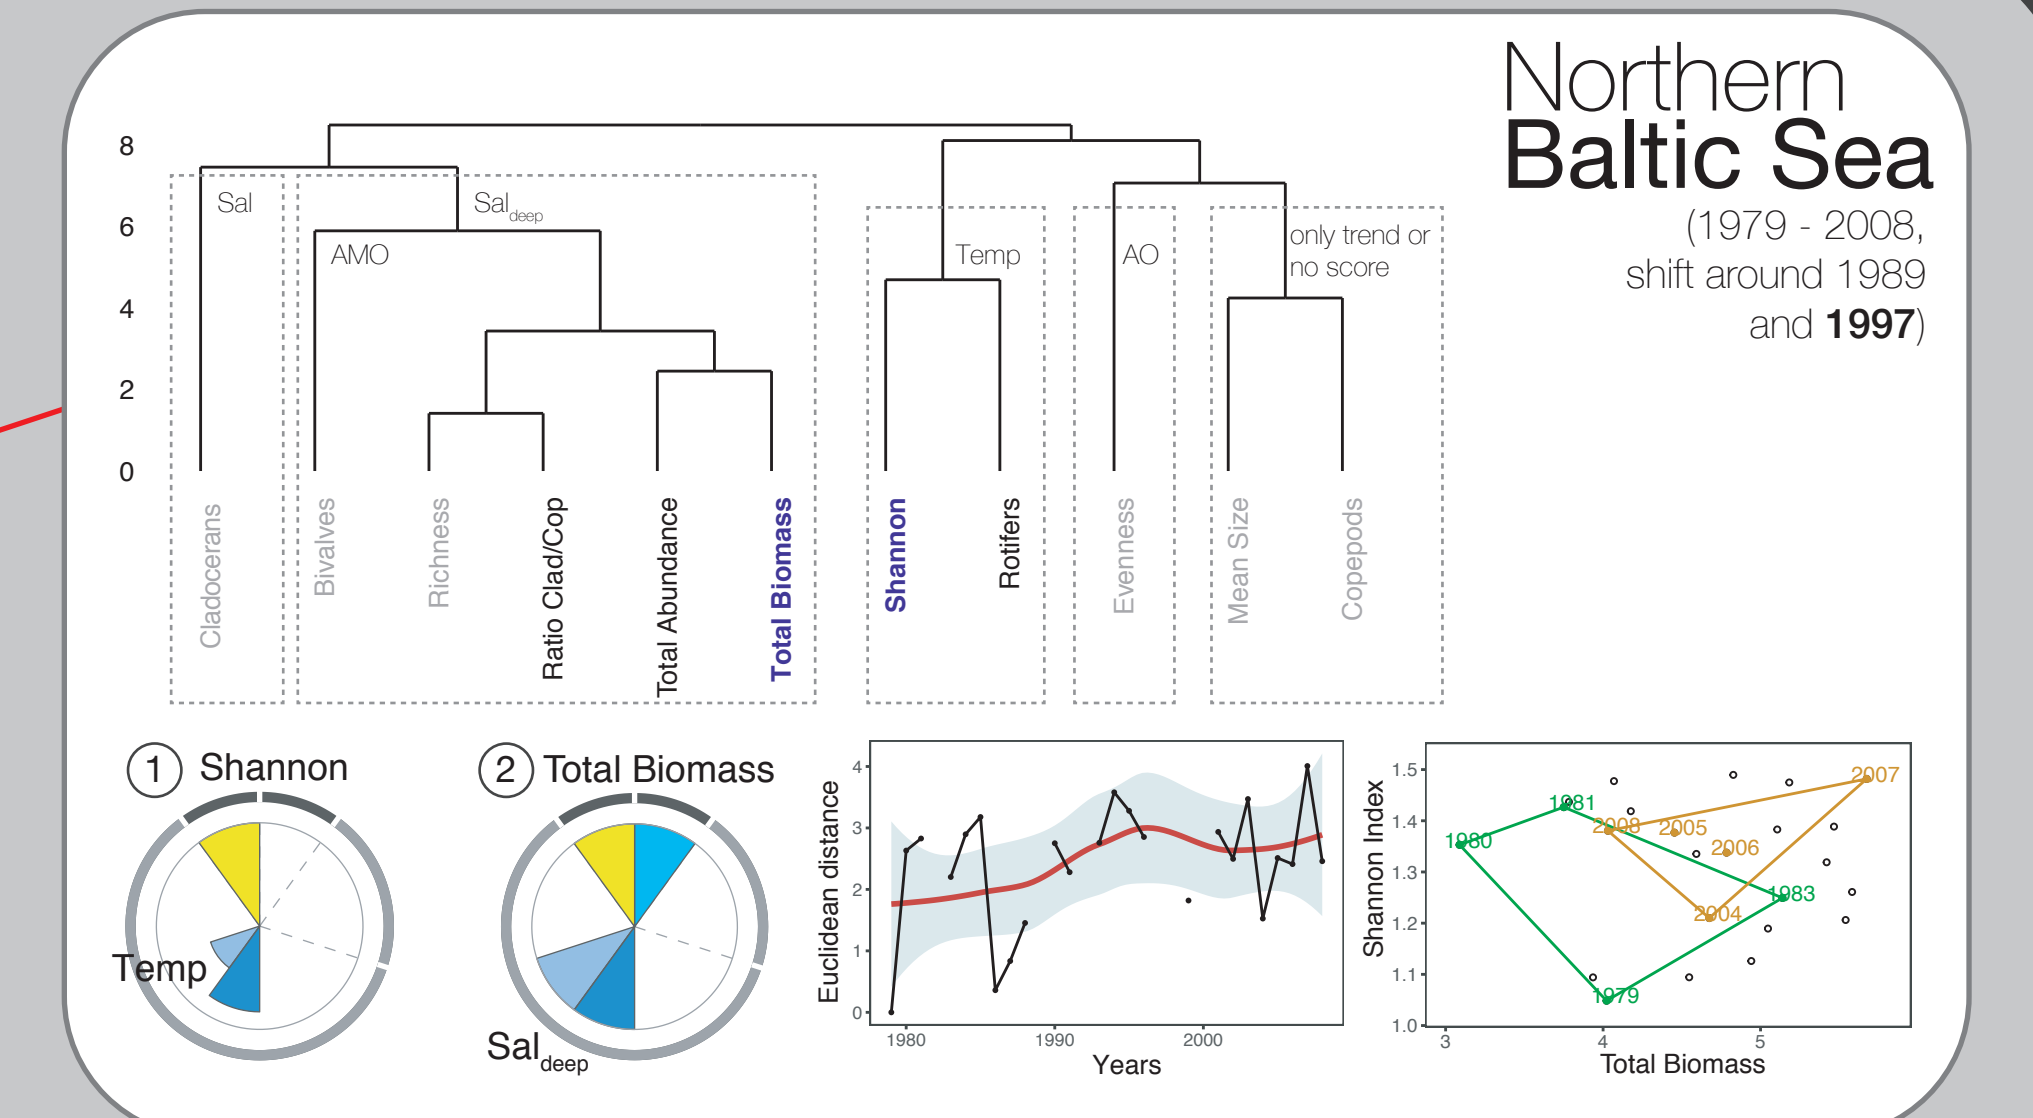 Northern
Baltic Sea
(1979 - 2008,
shift around 1989
and 1997)
8
6
4
2
0
Sal
Sal deep
AMO
Temp
AO
only trend or
no score
Cladocerans
Bivalves
Richness
Ratio Clad/Cop
Total Abundance
Total Biomass
Shannon
Rotifers
Evenness
Mean Size
Copepods
1 Shannon
Temp
2 Total Biomass
Sal deep
Euclidean distance
4
3
2
1
0
1980 1990 2000
Years
Shannon Index
1.5
1.4
1.3
1.2
1.1
1.0
2007
1981
2008 2005
1980
2006
1983
2004
1979
3 4 5
Total Biomass